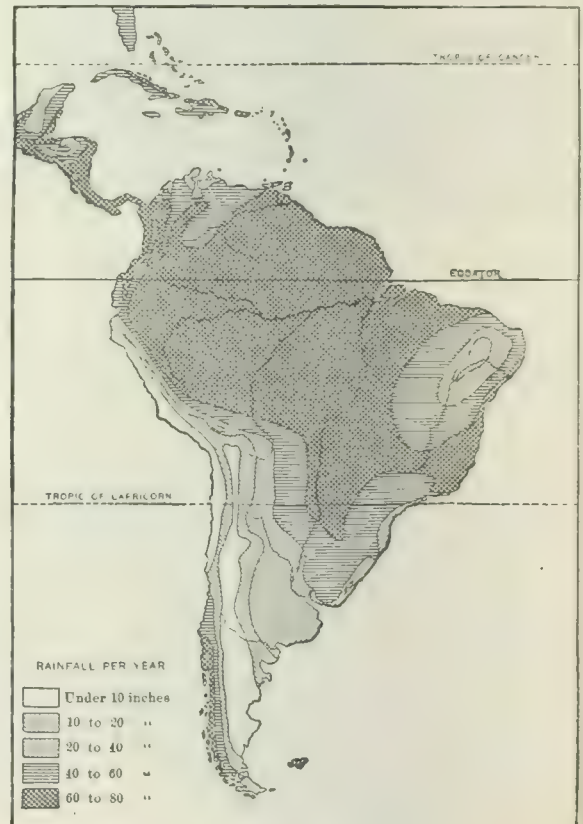 TROPIC OF CANCER
EQUATOR
TROPIC OF CAPRICORN
RAINFALL PER YEAR
Under 10 inches
10 to 20 "
20 to 40 "
40 to 60 "
60 to 80 "